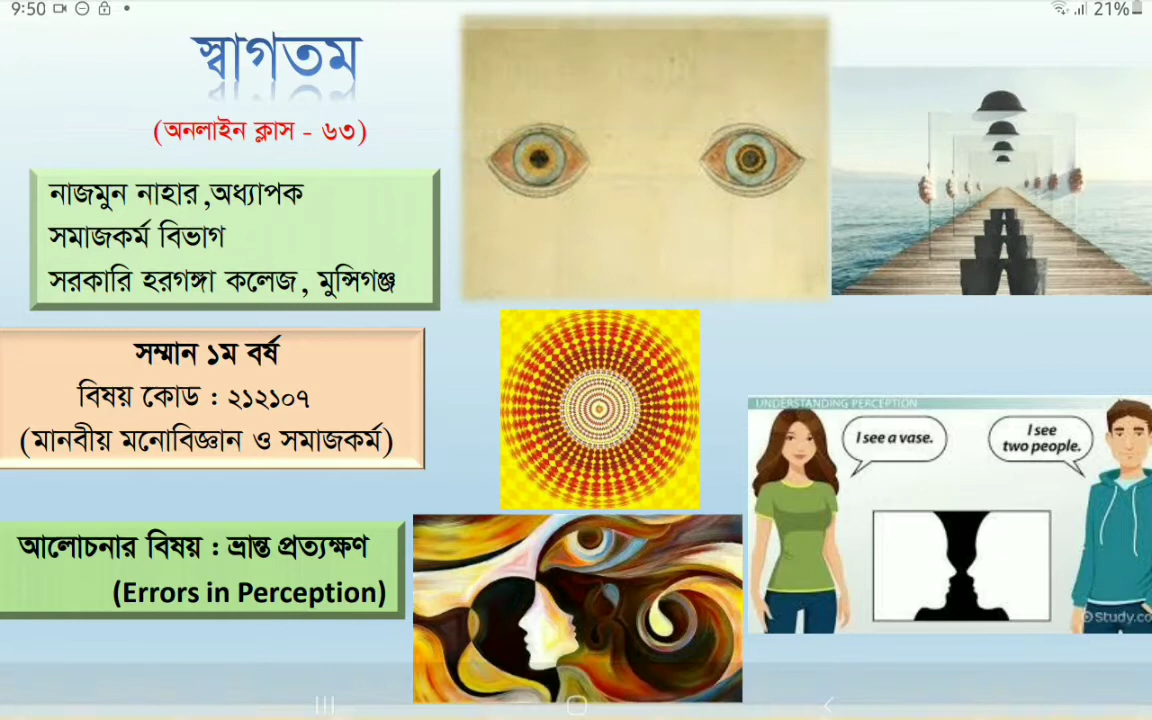 9:50
21%
স্বাগতম
(অনলাইন ক্লাস - ৬৩)
নাজমুন নাহার,অধ্যাপক
সমাজকর্ম বিভাগ
সরকারি হরগঙ্গা কলেজ, মুন্সিগঞ্জ
সম্মান ১ম বর্ষ
বিষয় কোড : ২১২১০৭
(মানবীয় মনোবিজ্ঞান ও সমাজকর্ম)
আলোচনার বিষয় : ভ্রান্ত প্রত্যক্ষণ
(Errors in Perception)
UNDERSTANDING PERCEPTION
I see a vase.
I see
two people.
Study.co